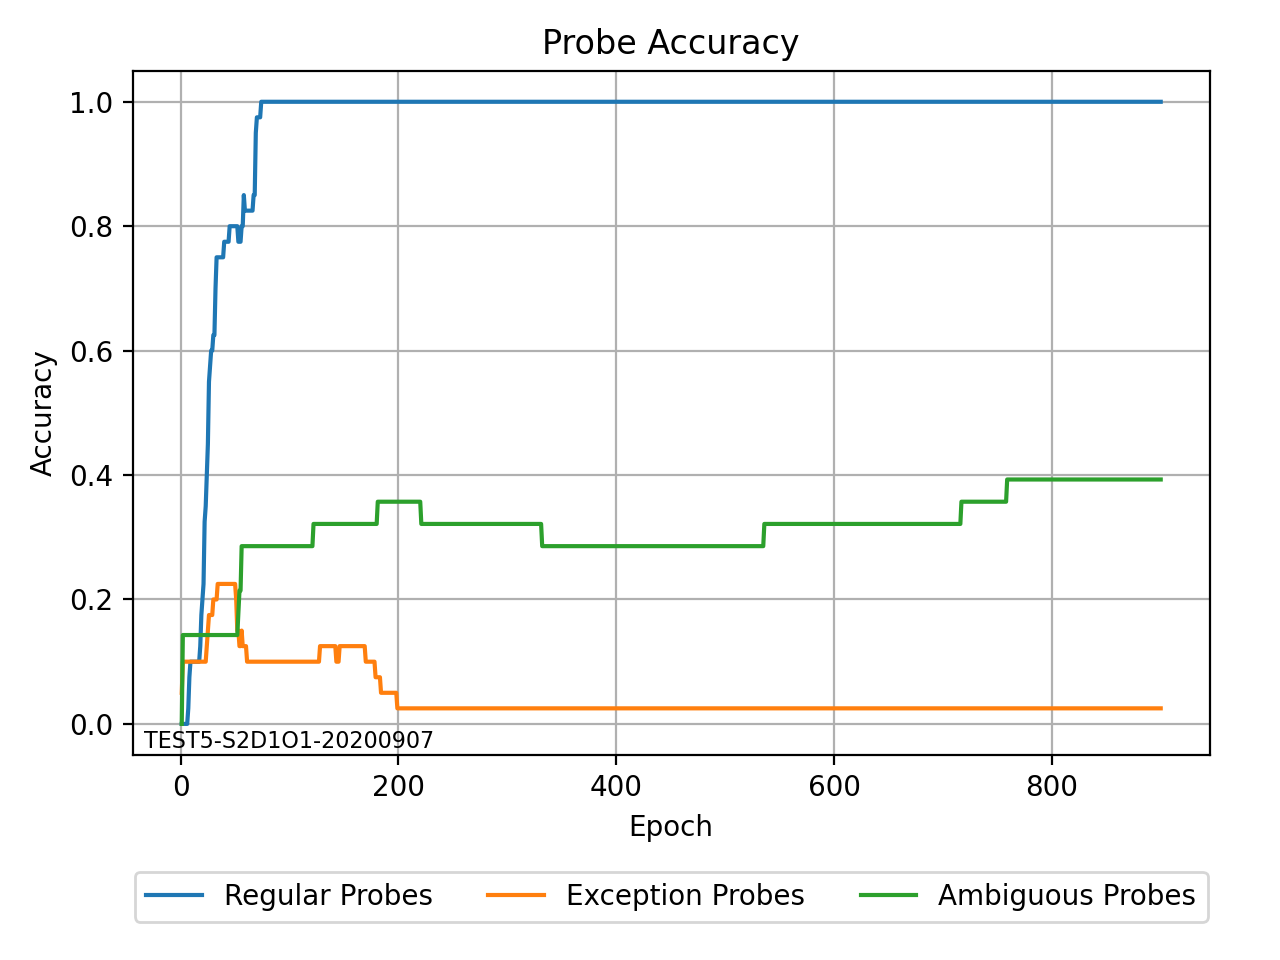 Probe Accuracy
Accuracy
1.0
0.8
0.6
0.4
0.2
0.0
TEST5-S2D1O1-20200907
0 200 400 600 800
Epoch
Regular Probes Exception Probes Ambiguous Probes